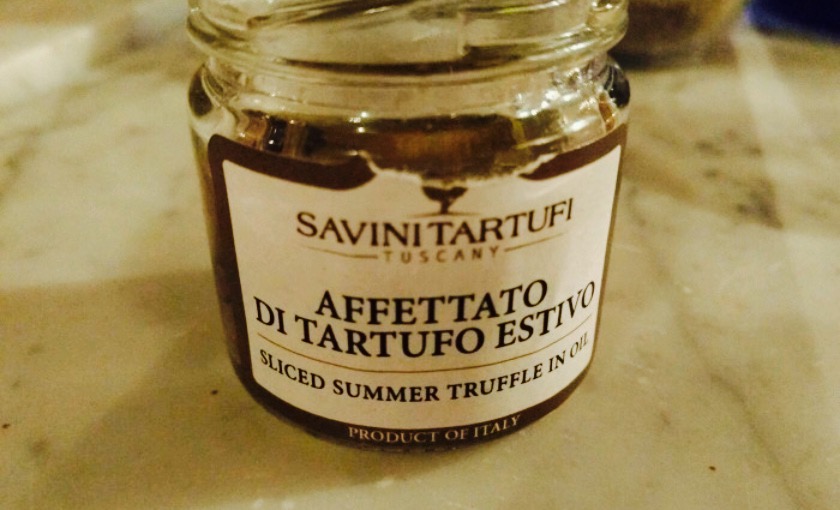 SAVINI TARTUFI
TUSCANY
AFFETTATO
DI TARTUFO ESTIVO
SLICED SUMMER TRUFFLE IN OIL
PRODUCT OF ITALY